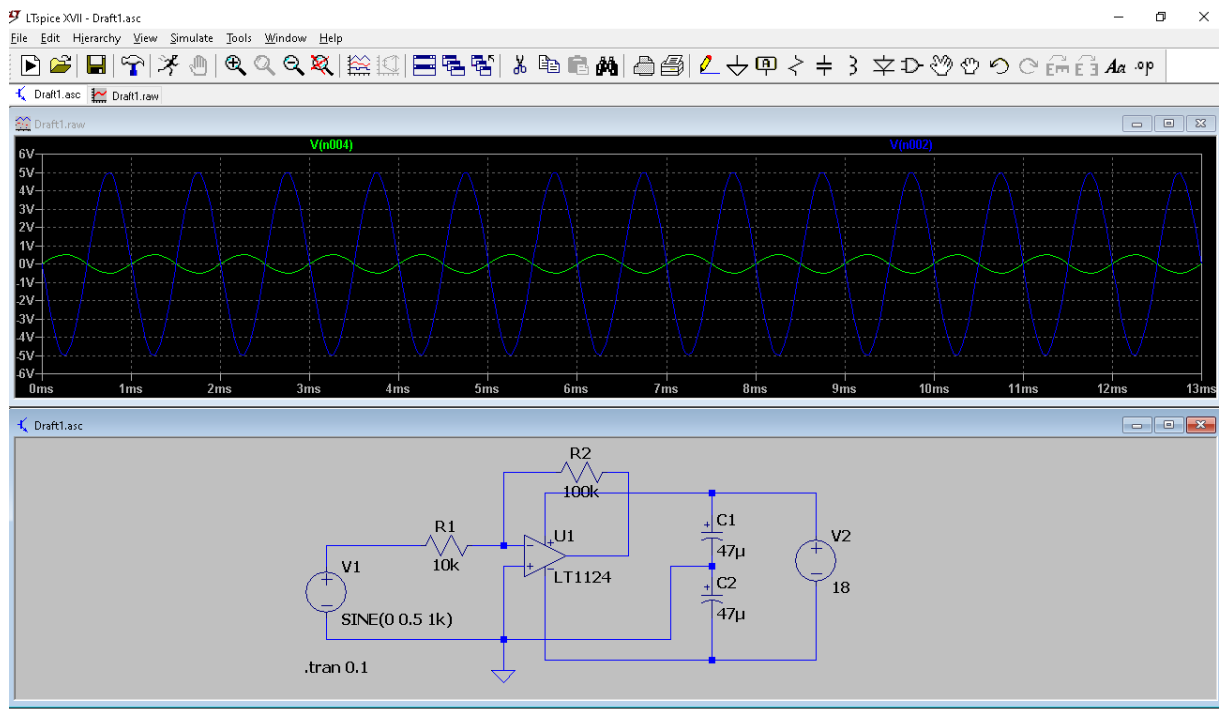 LTspice XVII - Draft1.asc
File Edit Hierarchy View Simulate Tools Window Help
Aa .op
Draft1.asc Draft1.raw
Draft1.raw
V(n004) V(n002)
6V
5V
4V
3V
2V
1V
0V
-1V
-2V
-3V
-4V
-5V
-6V
0ms 1ms 2ms 3ms 4ms 5ms 6ms 7ms 8ms 9ms 10ms 11ms 12ms 13ms
Draft1.asc
R2
100k
R1
10k
U1
LT1124
C1
47µ
V2
18
V1
C2
47µ
SINE(0 0.5 1k)
.tran 0.1